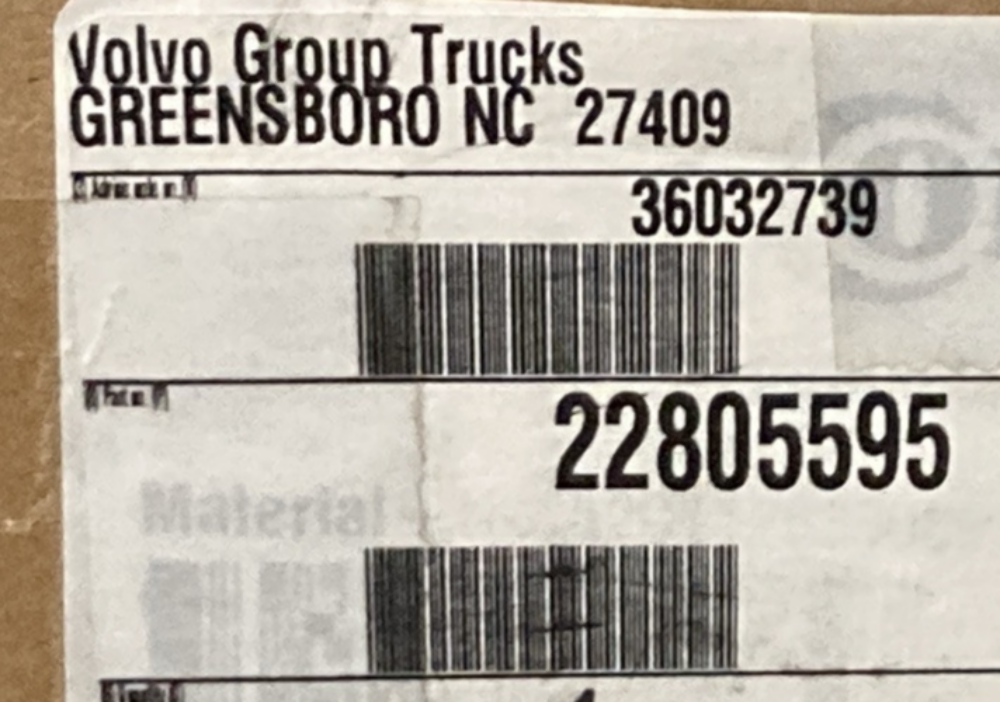 Volvo Group Trucks
GREENSBORO NC 27409
36032739
22805595
Material